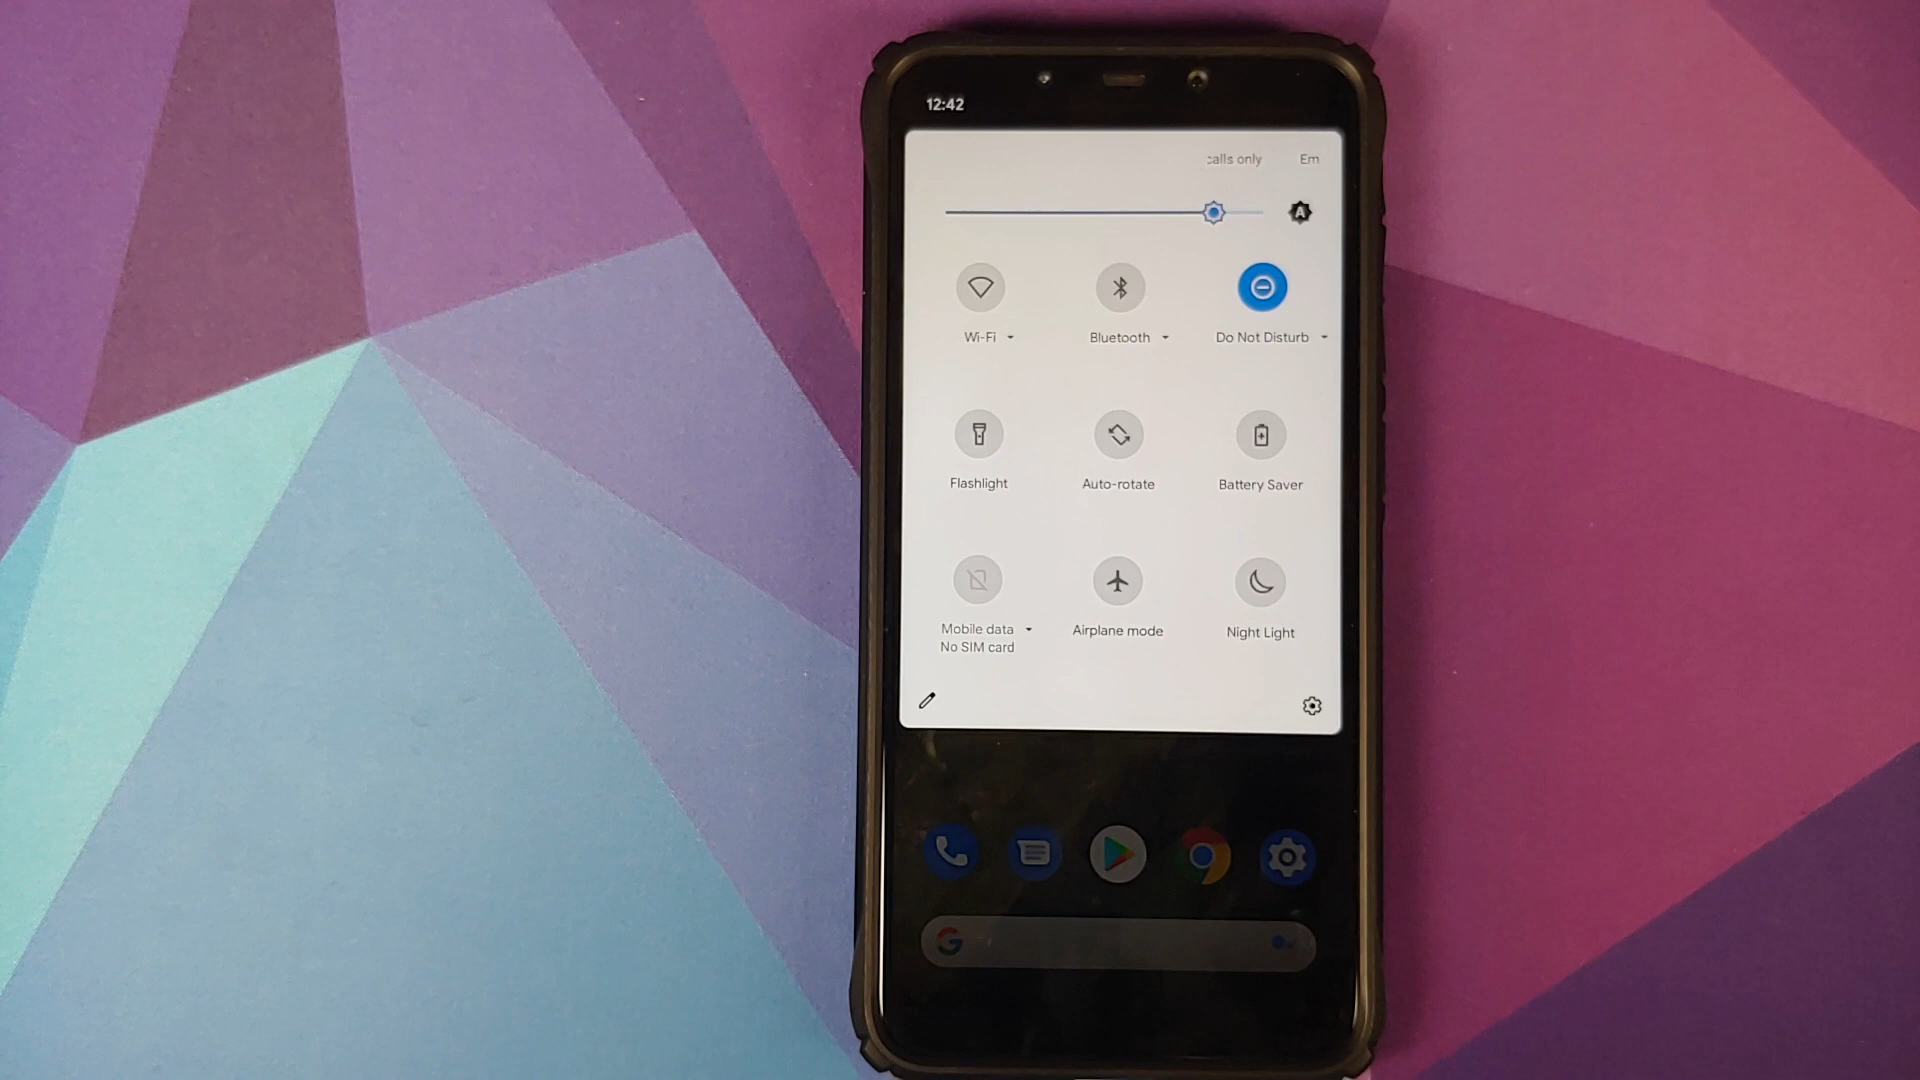 12:42
calls only Em
A
Wi-Fi Bluetooth Do Not Disturb
Flashlight Auto-rotate Battery Saver
Mobile data Airplane mode Night Light
No SIM card
G